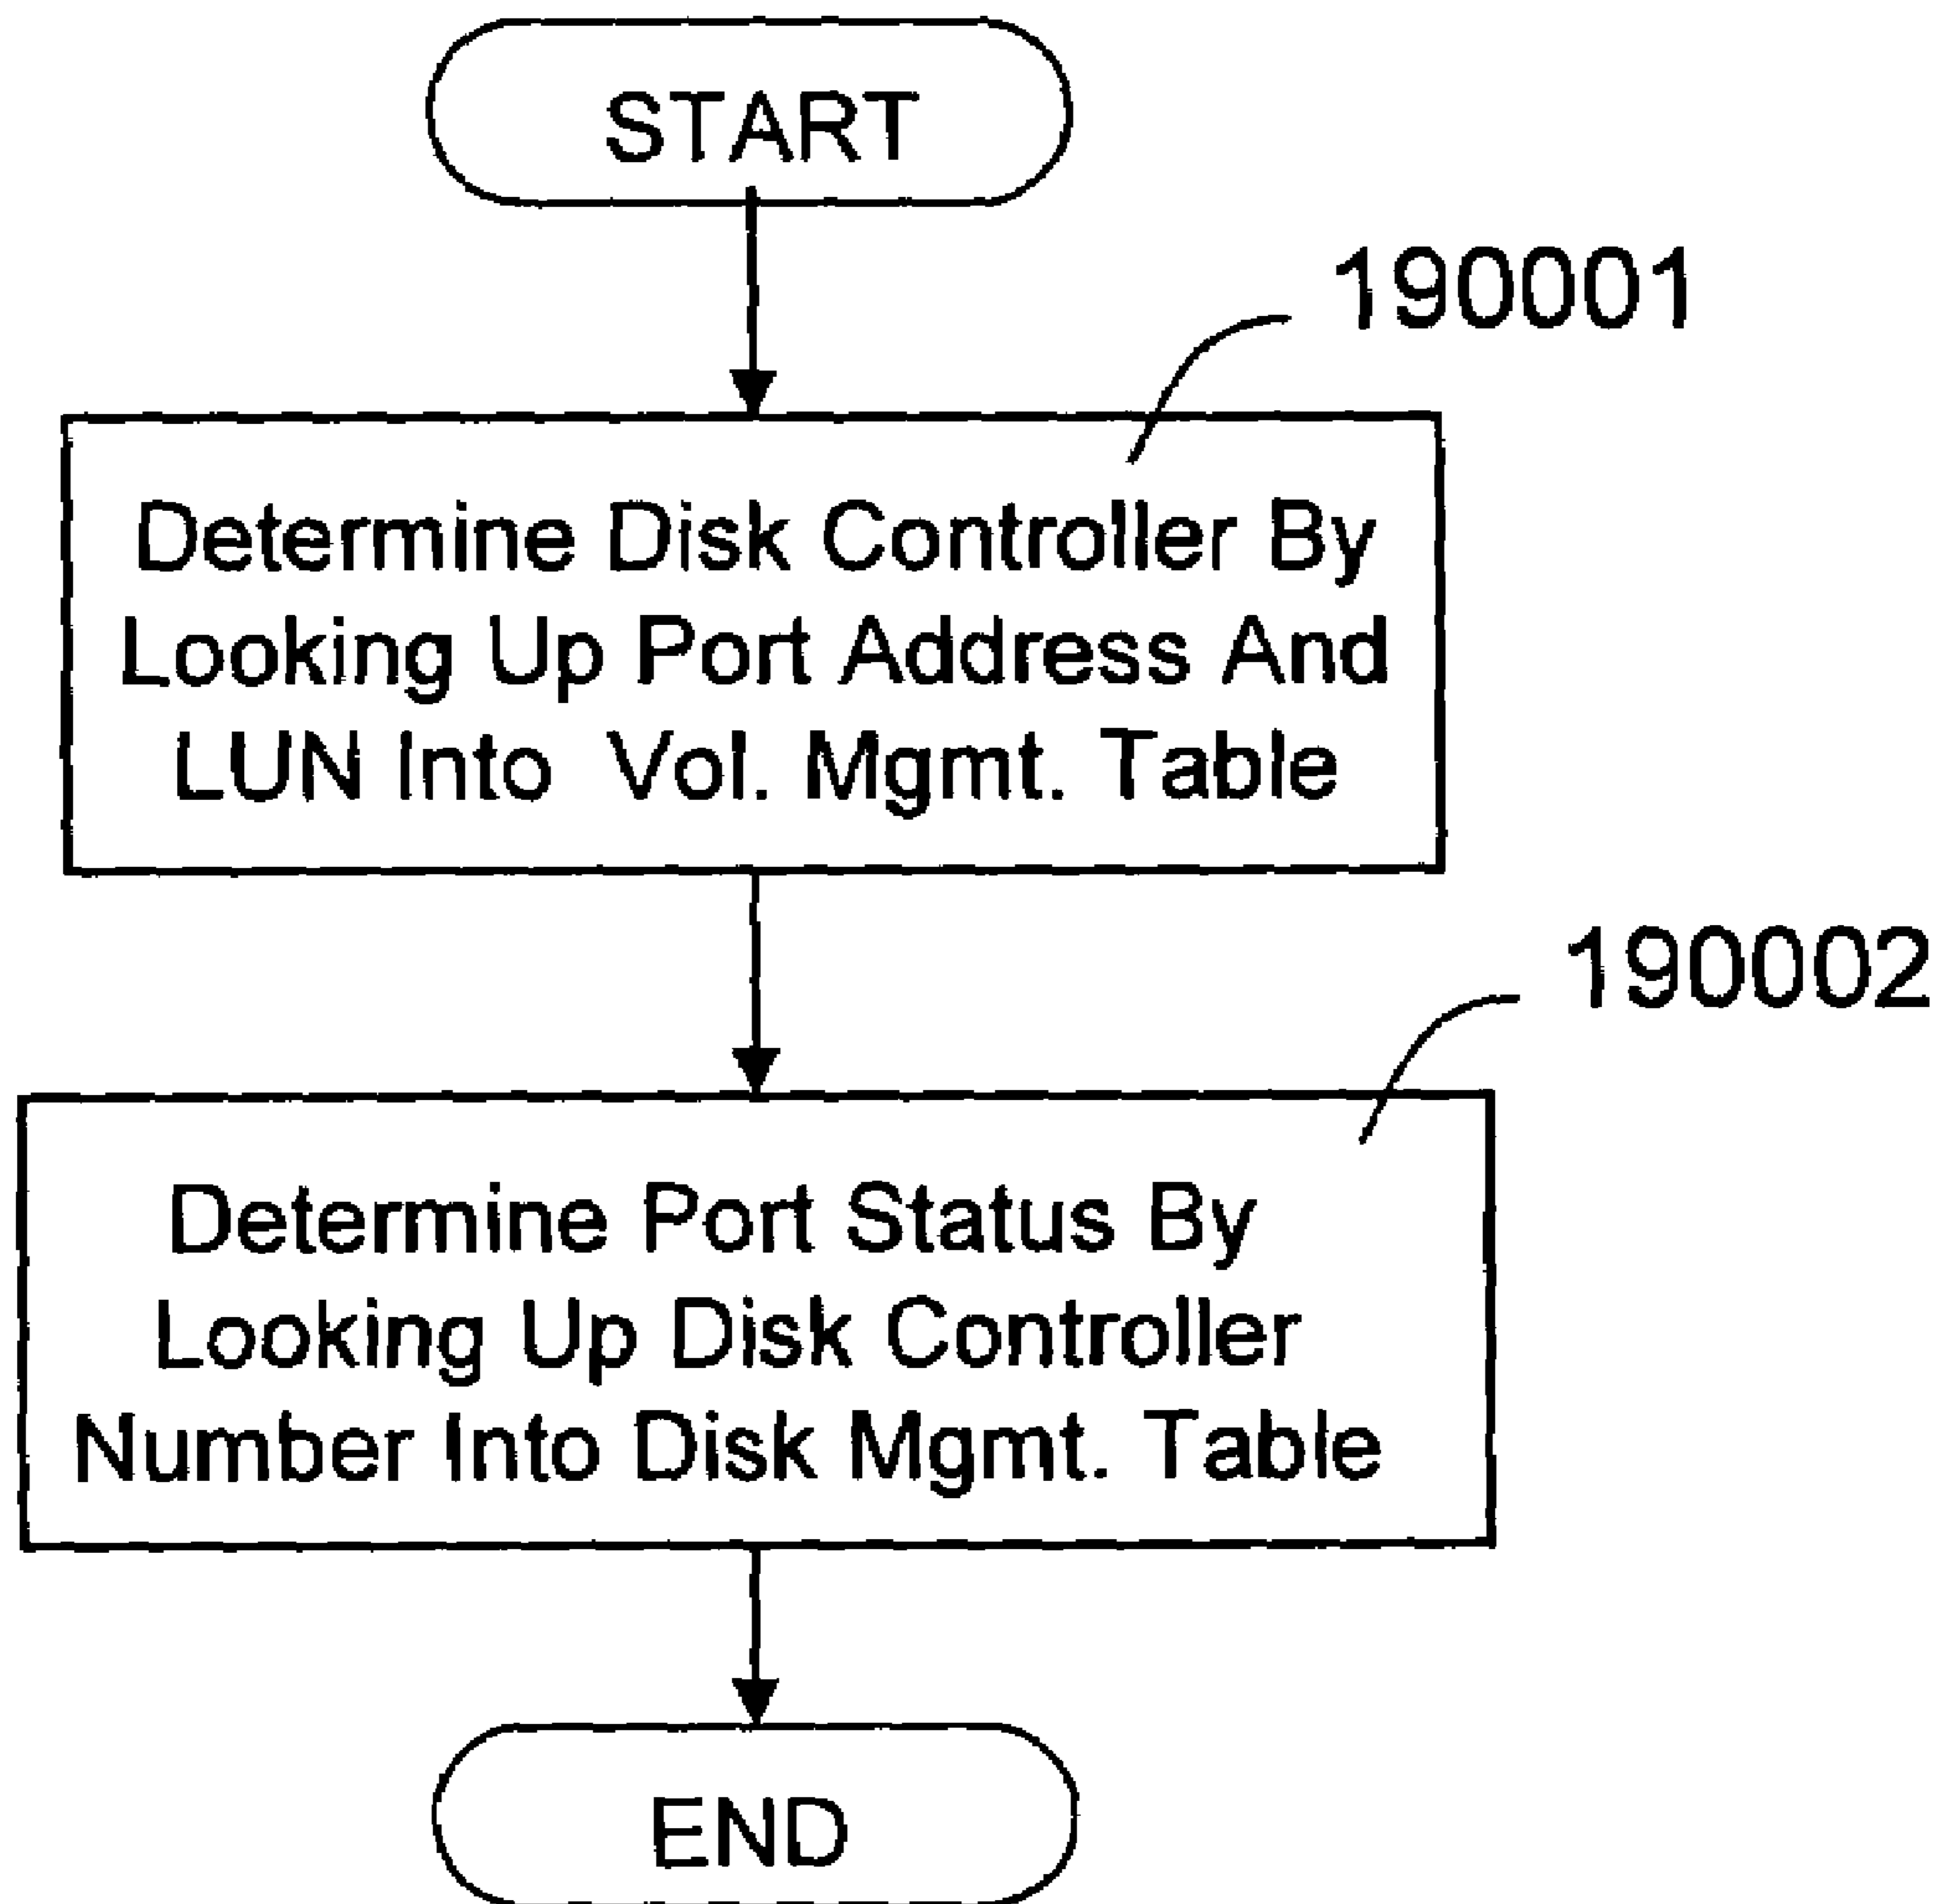 START
190001
Determine Disk Controller By
Looking Up Port Address And
LUN Into Vol. Mgmt. Table
190002
Determine Port Status By
Looking Up Disk Controller
Number Into Disk Mgmt. Table
END